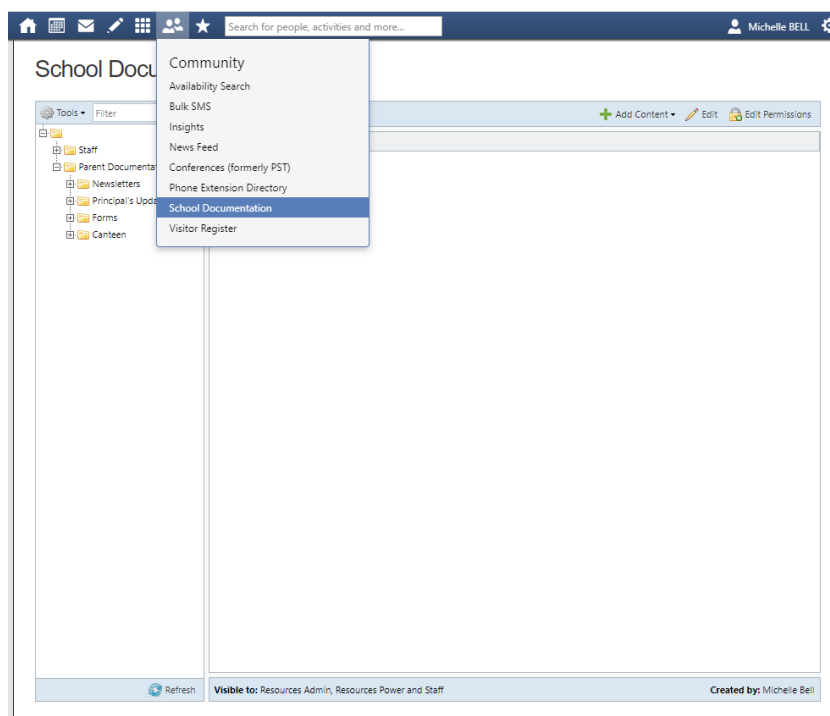 Search for people, activities and more...
Michelle BELL
School Docu
Community
Availability Search
Bulk SMS
Insights
News Feed
Conferences (formerly PST)
Phone Extension Directory
School Documentation
Visitor Register
Tools
Filter
Add Content
Edit
Edit Permissions
Staff
Parent Documenta
Newsletters
Principal's Upda
Forms
Canteen
Refresh
Visible to: Resources Admin, Resources Power and Staff
Created by: Michelle Bell